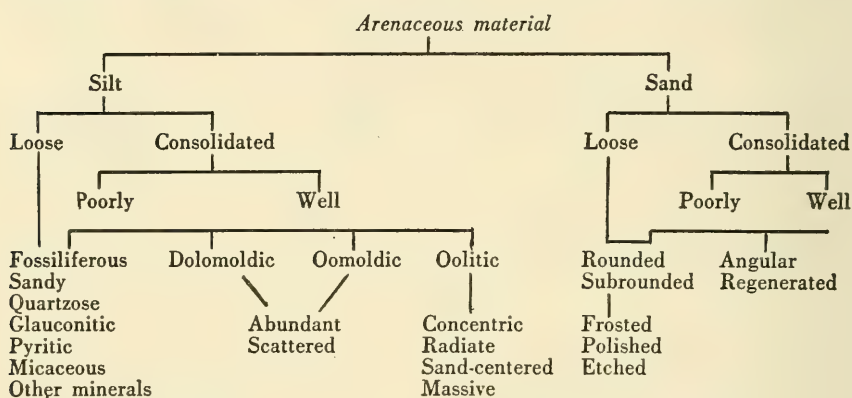 Arenaceous material
Silt Sand
Loose Consolidated Loose Consolidated
Poorly Well Poorly Well
Fossiliferous Dolomoldic Oomoldic Oolitic Rounded Angular
Sandy Subrounded Regenerated
Quartzose
Glauconitic Abundant Concentric Frosted
Pyritic Scattered Radiate Polished
Micaceous Sand-centered Etched
Other minerals Massive